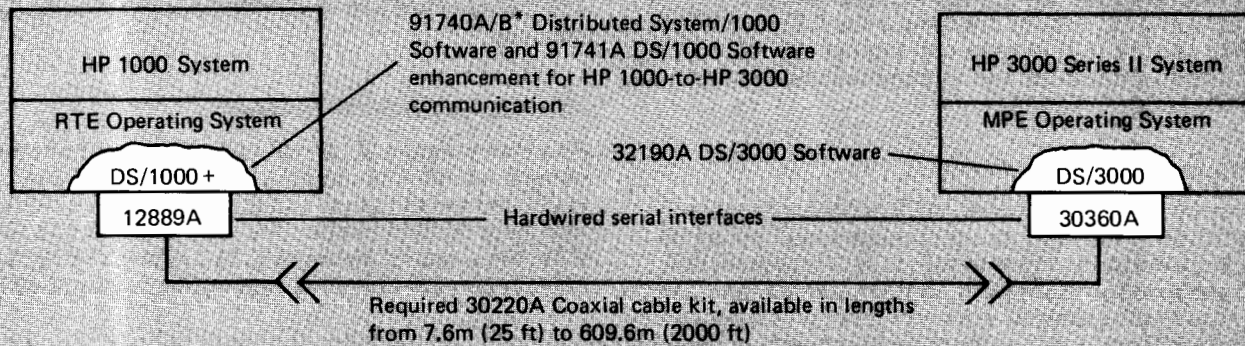 91740A/B* Distributed System/1000
Software and 91741A DS/1000 Software
enhancement for HP 1000-to-HP 3000
communication
HP 1000 System
RTE Operating System
DS/1000 +
12889A
HP 3000 Series II System
MPE Operating System
32190A DS/3000 Software
DS/3000
30360A
Hardwired serial interfaces
Required 30220A Coaxial cable kit, available in lengths
from 7.6m (25 ft) to 609.6m (2000 ft)